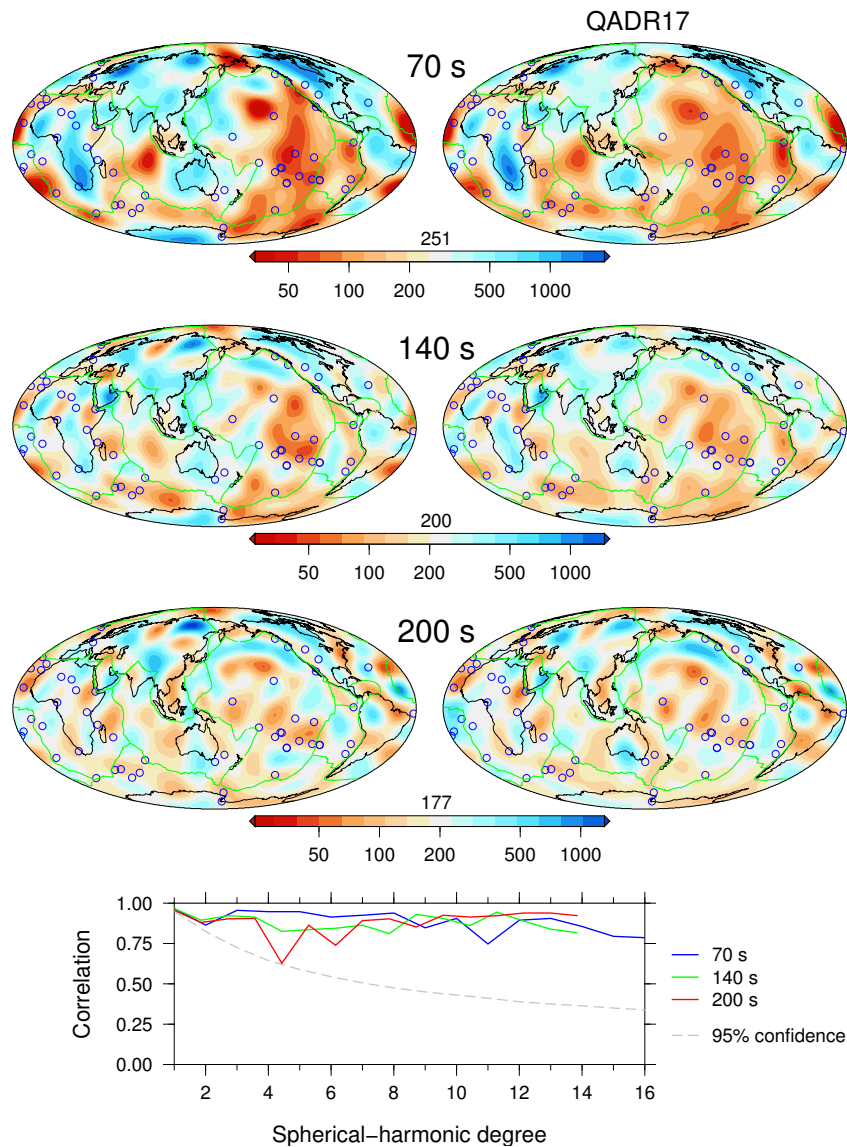 QADR17
70 s
251
50 100 200 500 1000
140 s
200
50 100 200 500 1000
200 s
177
50 100 200 500 1000
1.00
0.75
0.50
0.25
0.00
Correlation
2 4 6 8 10 12 14 16
Spherical−harmonic degree
70 s
140 s
200 s
95% confidence